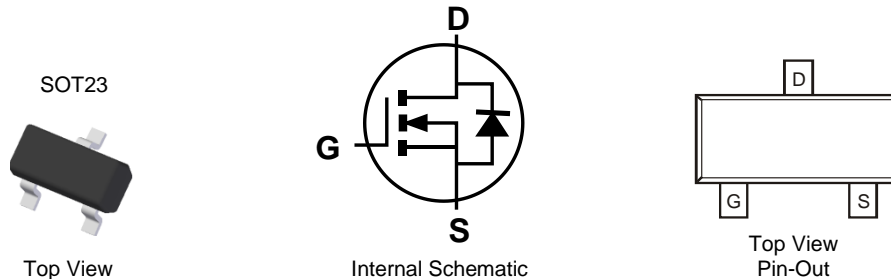 SOT23
Top View
D
G
S
Internal Schematic
D
G
S
Top View
Pin-Out